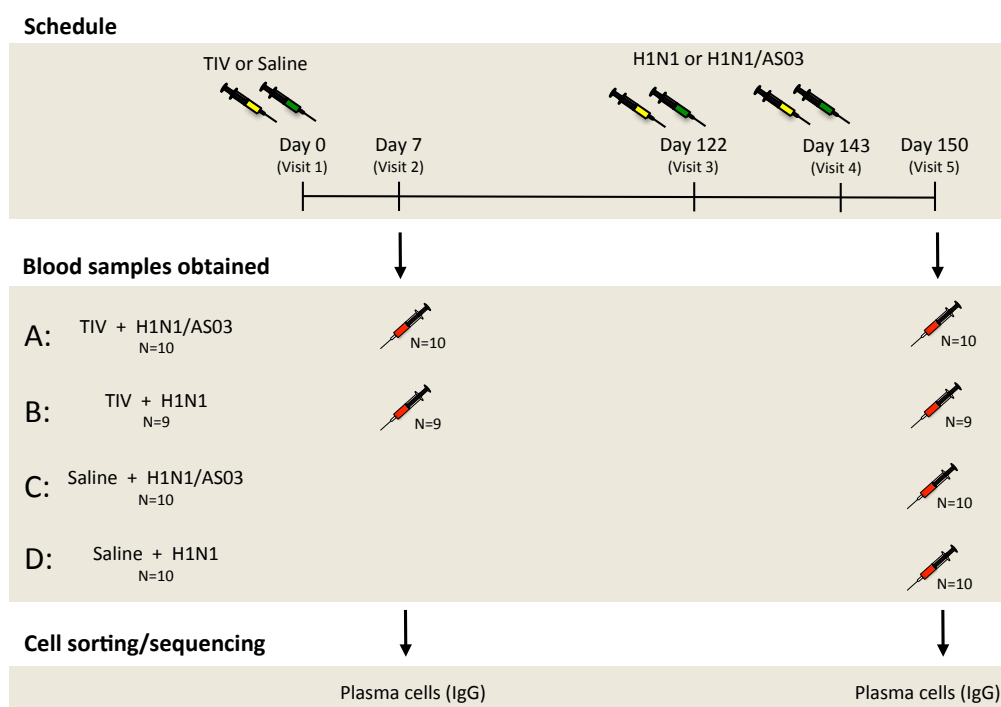 Schedule
TIV or Saline
H1N1 or H1N1/AS03
Day 0
(Visit 1)
Day 7
(Visit 2)
Day 122
(Visit 3)
Day 143
(Visit 4)
Day 150
(Visit 5)
Blood samples obtained
A: TIV + H1N1/AS03
N=10
N=10
N=10
B: TIV + H1N1
N=9
N=9
N=9
C: Saline + H1N1/AS03
N=10
N=10
D: Saline + H1N1
N=10
N=10
Cell sorting/sequencing
Plasma cells (IgG)
Plasma cells (IgG)